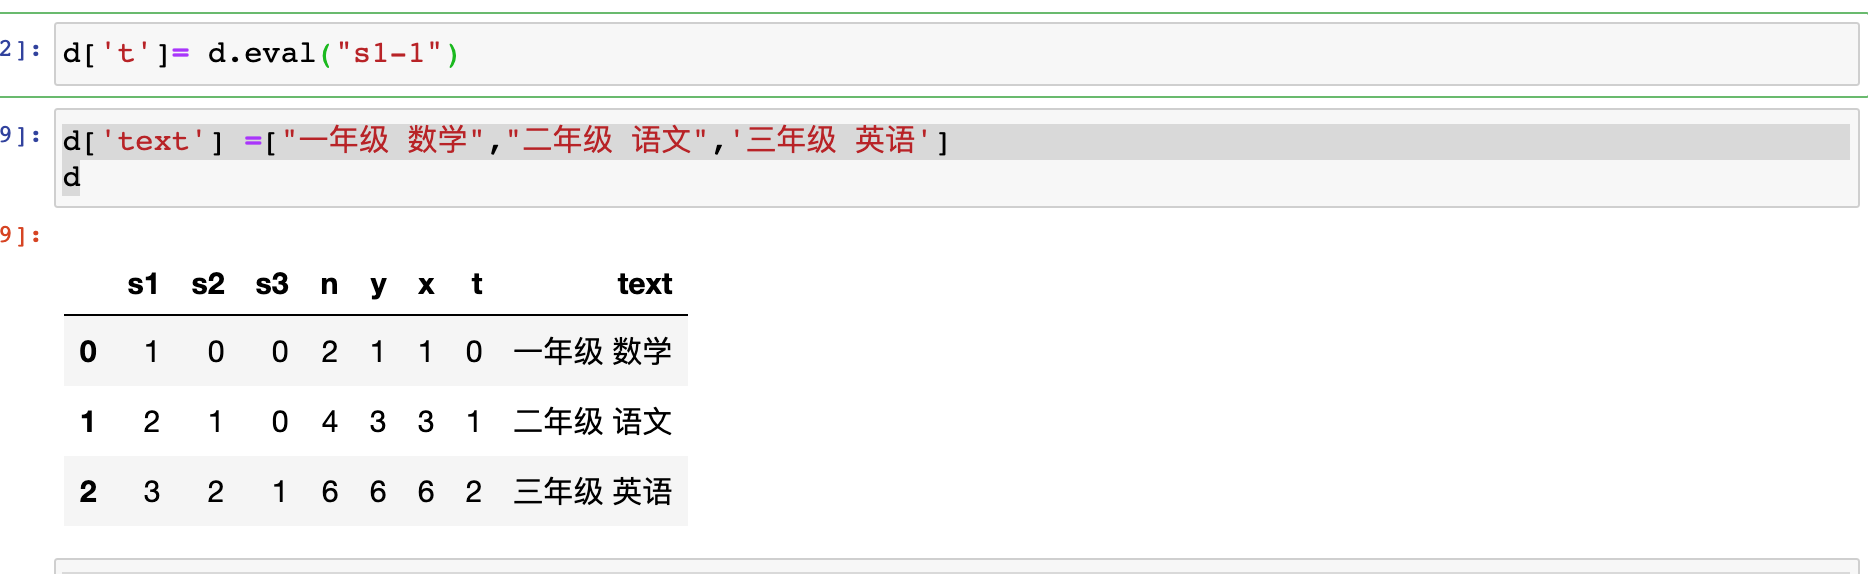 2]: d['t']= d.eval("s1-1")
9]: d['text'] =["一年级 数学","二年级 语文",'三年级 英语']
d
9]:
s1 s2 s3 n y x t text
0 1 0 0 2 1 1 0 一年级 数学
1 2 1 0 4 3 3 1 二年级 语文
2 3 2 1 6 6 6 2 三年级 英语